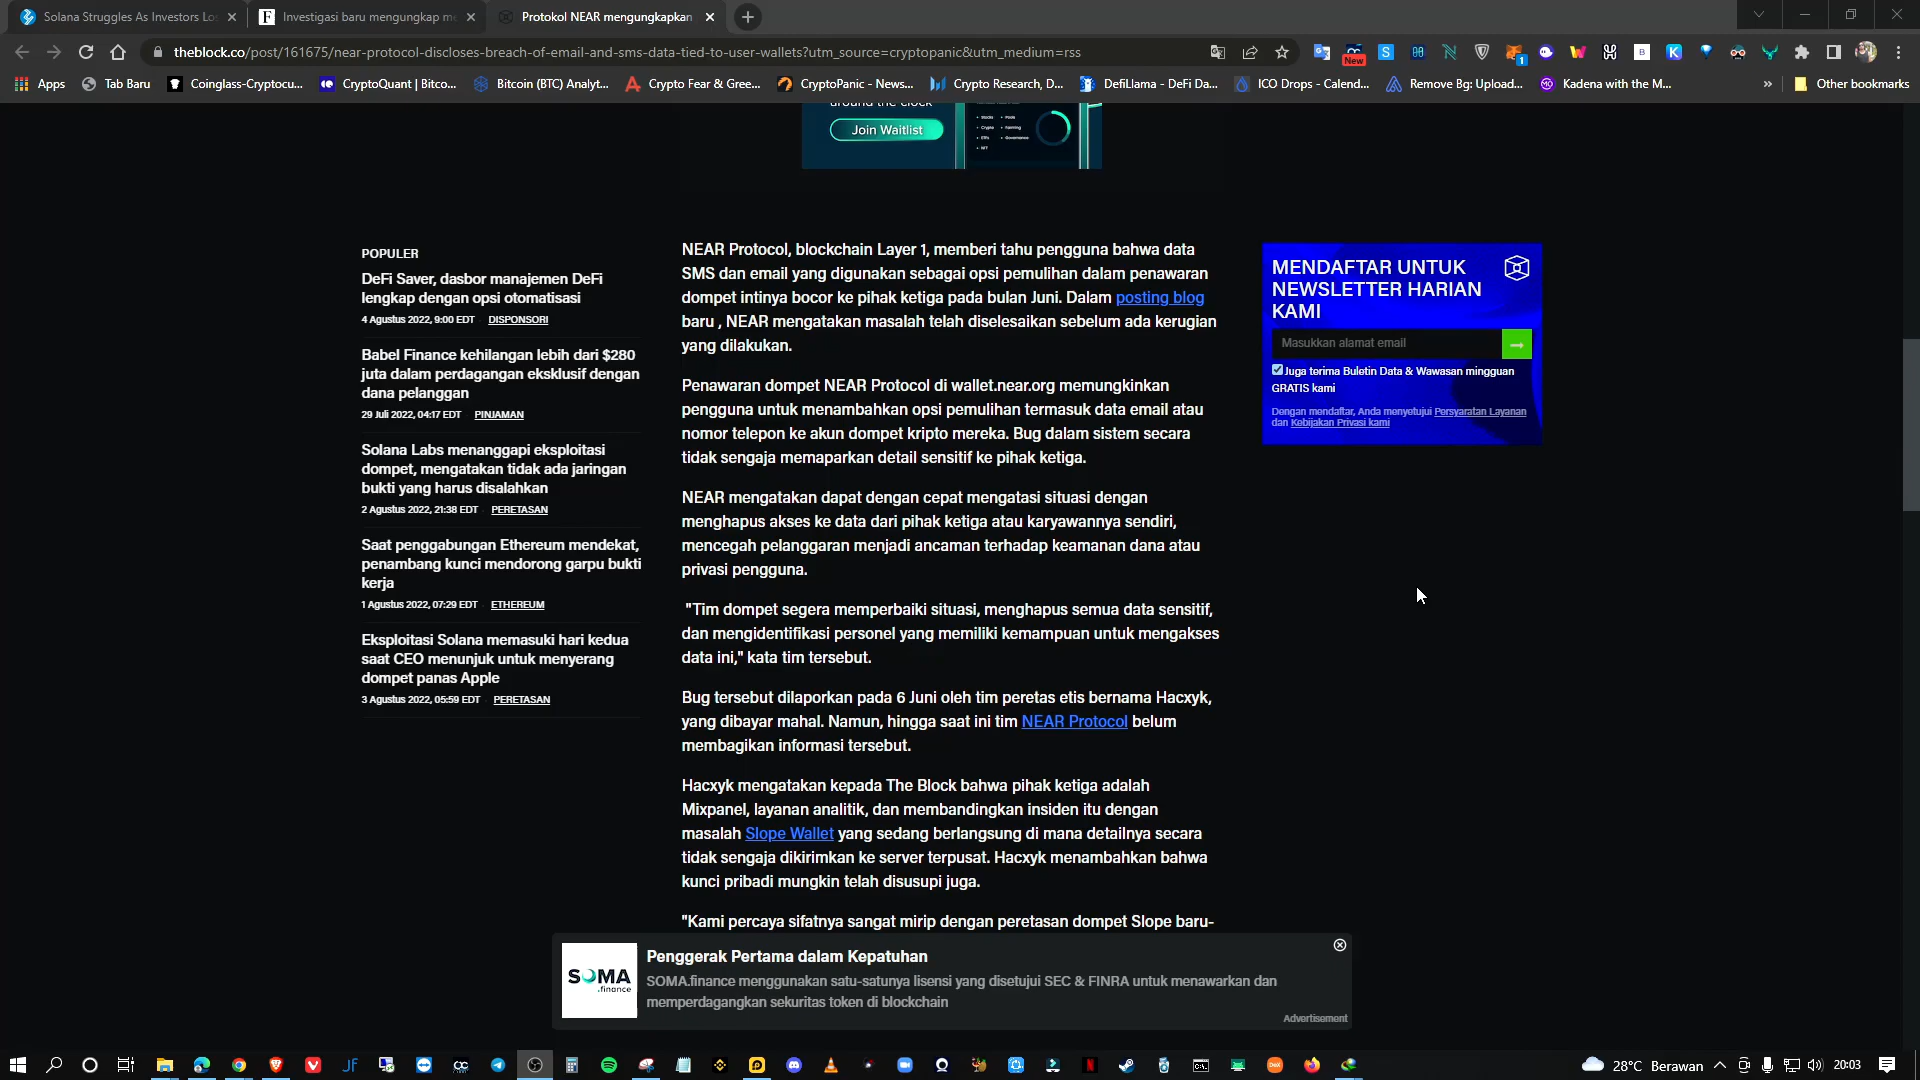 Solana Struggles As Investors Lo
Investigasi baru mengungkap me
Protokol NEAR mengungkapkan
theblock.co/post/161675/near-protocol-discloses-breach-of-email-and-sms-data-tied-to-user-wallets?utm_source=cryptopanic&utm_medium=rss
New
1
Apps
Tab Baru
Coinglass-Cryptocu...
CryptoQuant | Bitco...
Bitcoin (BTC) Analyt...
Crypto Fear & Gree...
CryptoPanic - News...
Crypto Research, D...
DefiLlama - DeFi Da...
ICO Drops - Calend...
Remove Bg: Upload...
Kadena with the M...
»
Other bookmarks
around the clock
Join Waitlist
POPULER
DeFi Saver, dasbor manajemen DeFi
lengkap dengan opsi otomatisasi
4 Agustus 2022, 9:00 EDT DISPONSORI
Babel Finance kehilangan lebih dari $280
juta dalam perdagangan eksklusif dengan
dana pelanggan
29 Juli 2022, 04:17 EDT PINJAMAN
Solana Labs menanggapi eksploitasi
dompet, mengatakan tidak ada jaringan
bukti yang harus disalahkan
2 Agustus 2022, 21:38 EDT PERETASAN
Saat penggabungan Ethereum mendekat,
penambang kunci mendorong garpu bukti
kerja
1 Agustus 2022, 07:29 EDT ETHEREUM
Eksploitasi Solana memasuki hari kedua
saat CEO menunjuk untuk menyerang
dompet panas Apple
3 Agustus 2022, 05:59 EDT PERETASAN
NEAR Protocol, blockchain Layer 1, memberi tahu pengguna bahwa data
SMS dan email yang digunakan sebagai opsi pemulihan dalam penawaran
dompet intinya bocor ke pihak ketiga pada bulan Juni. Dalam posting blog
baru , NEAR mengatakan masalah telah diselesaikan sebelum ada kerugian
yang dilakukan.
Penawaran dompet NEAR Protocol di wallet.near.org memungkinkan
pengguna untuk menambahkan opsi pemulihan termasuk data email atau
nomor telepon ke akun dompet kripto mereka. Bug dalam sistem secara
tidak sengaja memaparkan detail sensitif ke pihak ketiga.
NEAR mengatakan dapat dengan cepat mengatasi situasi dengan
menghapus akses ke data dari pihak ketiga atau karyawannya sendiri,
mencegah pelanggaran menjadi ancaman terhadap keamanan dana atau
privasi pengguna.
"Tim dompet segera memperbaiki situasi, menghapus semua data sensitif,
dan mengidentifikasi personel yang memiliki kemampuan untuk mengakses
data ini," kata tim tersebut.
Bug tersebut dilaporkan pada 6 Juni oleh tim peretas etis bernama Hacxyk,
yang dibayar mahal. Namun, hingga saat ini tim NEAR Protocol belum
membagikan informasi tersebut.
Hacxyk mengatakan kepada The Block bahwa pihak ketiga adalah
Mixpanel, layanan analitik, dan membandingkan insiden itu dengan
masalah Slope Wallet yang sedang berlangsung di mana detailnya secara
tidak sengaja dikirimkan ke server terpusat. Hacxyk menambahkan bahwa
kunci pribadi mungkin telah disusupi juga.
"Kami percaya sifatnya sangat mirip dengan peretasan dompet Slope baru-
MENDAFTAR UNTUK
NEWSLETTER HARIAN
KAMI
Masukkan alamat email
Juga terima Buletin Data & Wawasan mingguan
GRATIS kami
Dengan mendaftar, Anda menyetujui Persyaratan Layanan
dan Kebijakan Privasi kami
SOMA
.finance
Penggerak Pertama dalam Kepatuhan
SOMA.finance menggunakan satu-satunya lisensi yang disetujui SEC & FINRA untuk menawarkan dan
memperdagangkan sekuritas token di blockchain
Advertisement
28°C Berawan
20:03